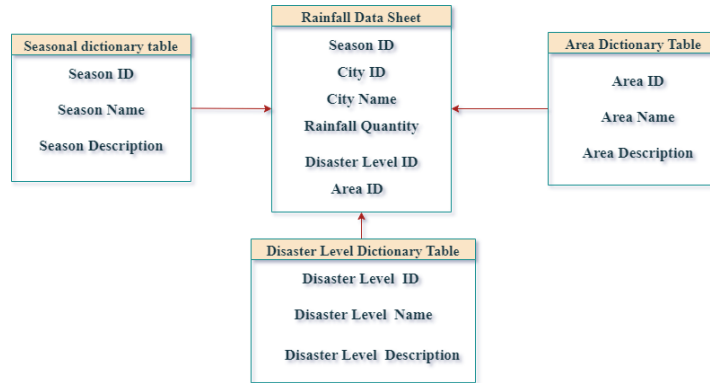 Seasonal dictionary table
Season ID
Season Name
Season Description
Rainfall Data Sheet
Season ID
City ID
City Name
Rainfall Quantity
Disaster Level ID
Area ID
Area Dictionary Table
Area ID
Area Name
Area Description
Disaster Level Dictionary Table
Disaster Level ID
Disaster Level Name
Disaster Level Description